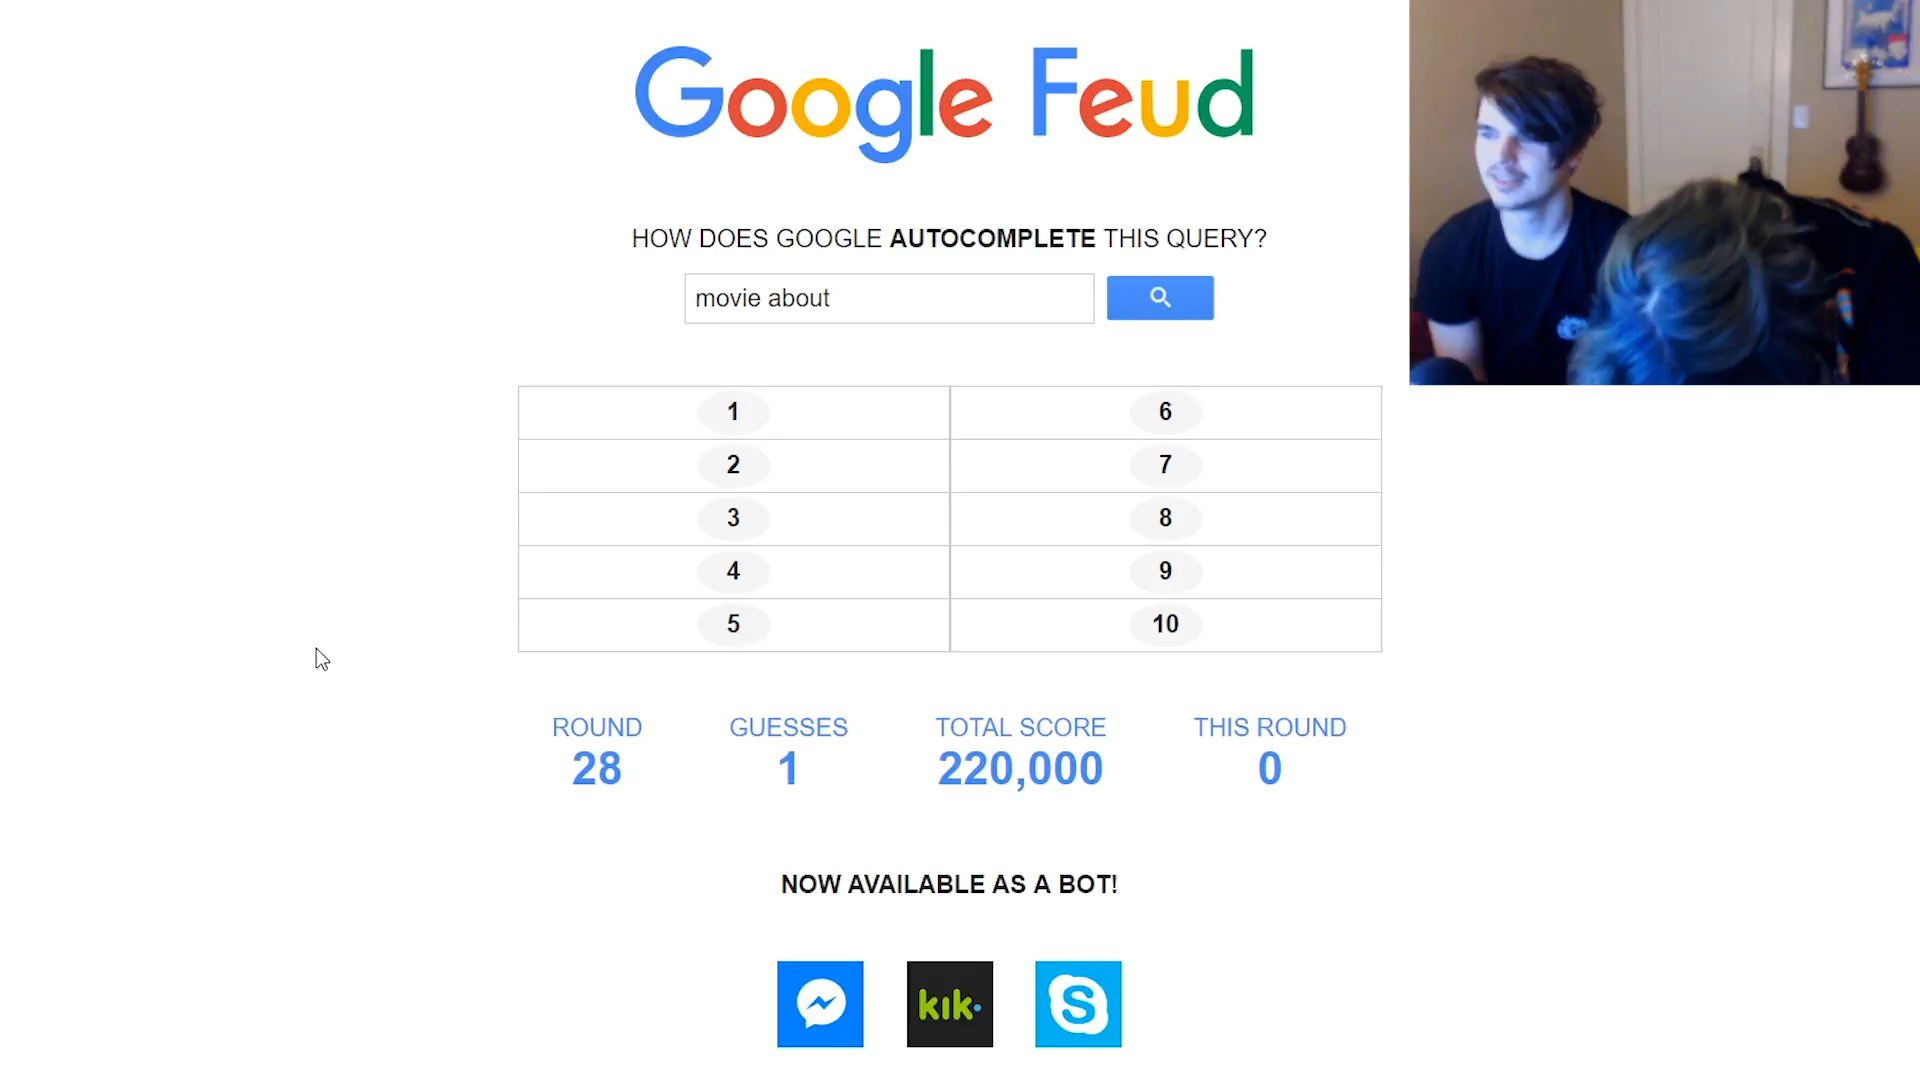 Google Feud
HOW DOES GOOGLE AUTOCOMPLETE THIS QUERY?
movie about
1 6
2 7
3 8
4 9
5 10
ROUND GUESSES TOTAL SCORE THIS ROUND
28 1 220,000 0
NOW AVAILABLE AS A BOT!
kik.